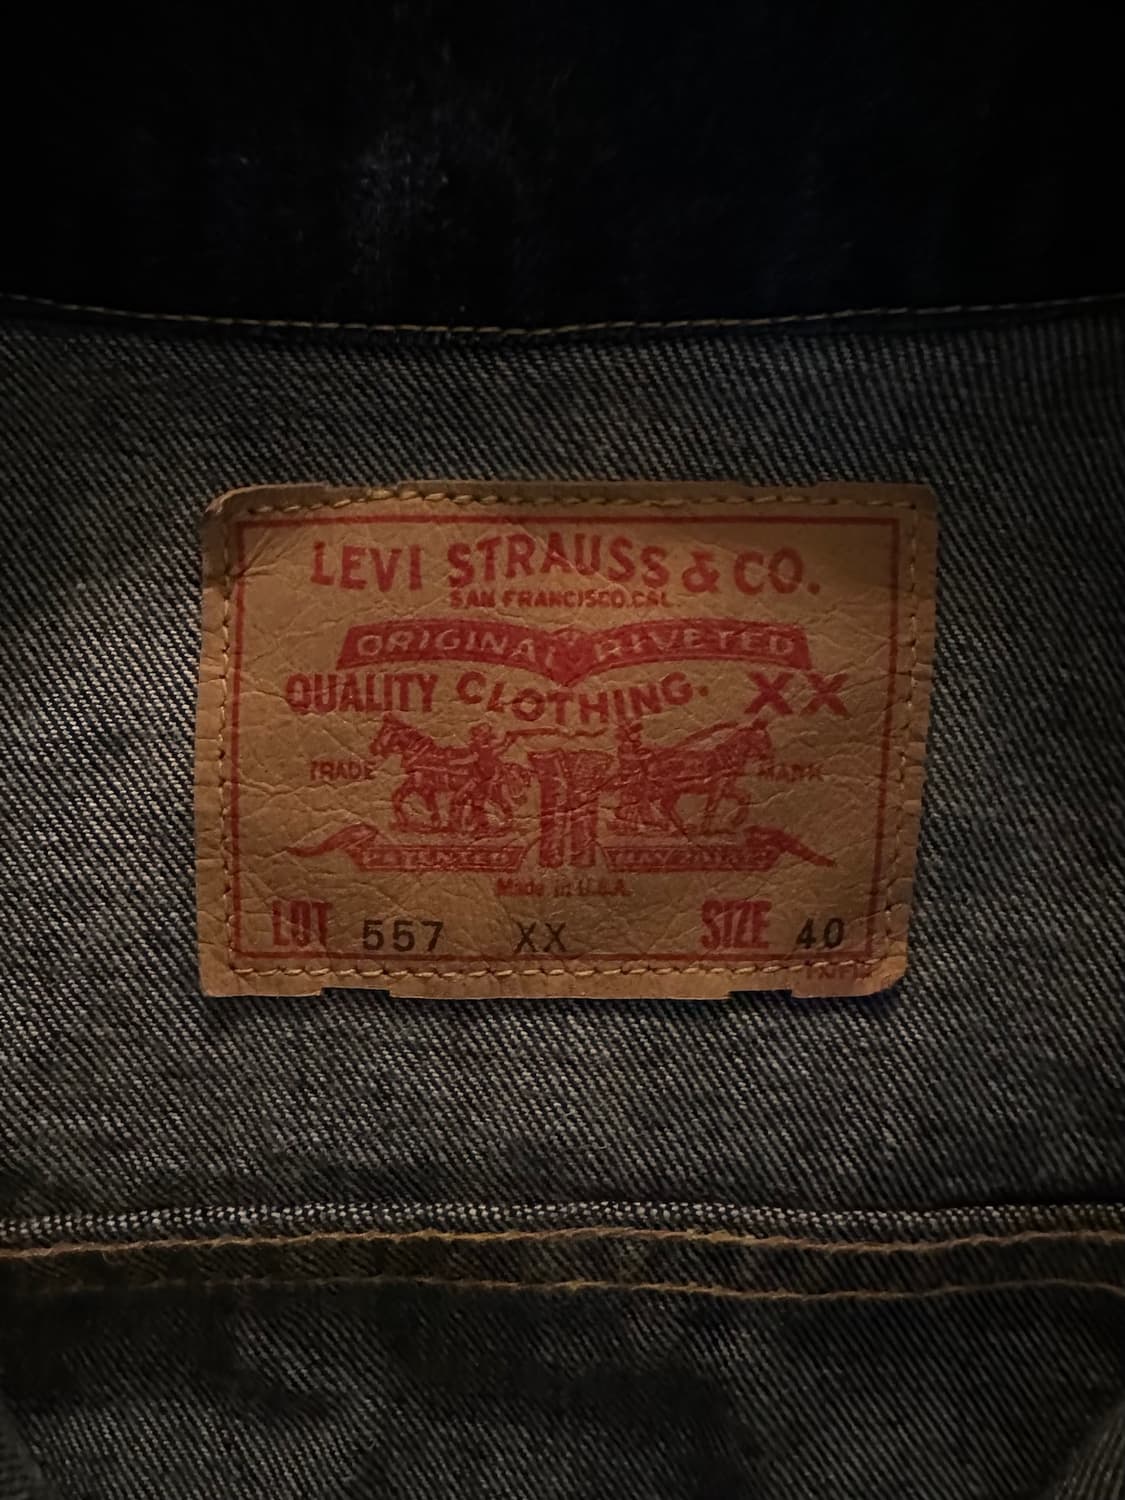 LEVI STRAUSS & CO.
SAN FRANCISCO.CAL.
ORIGINAL RIVETED
QUALITY CLOTHING. XX
TRADE MARK
PATENTED
Made in U.S.A.
LOT 557 XX SIZE 40